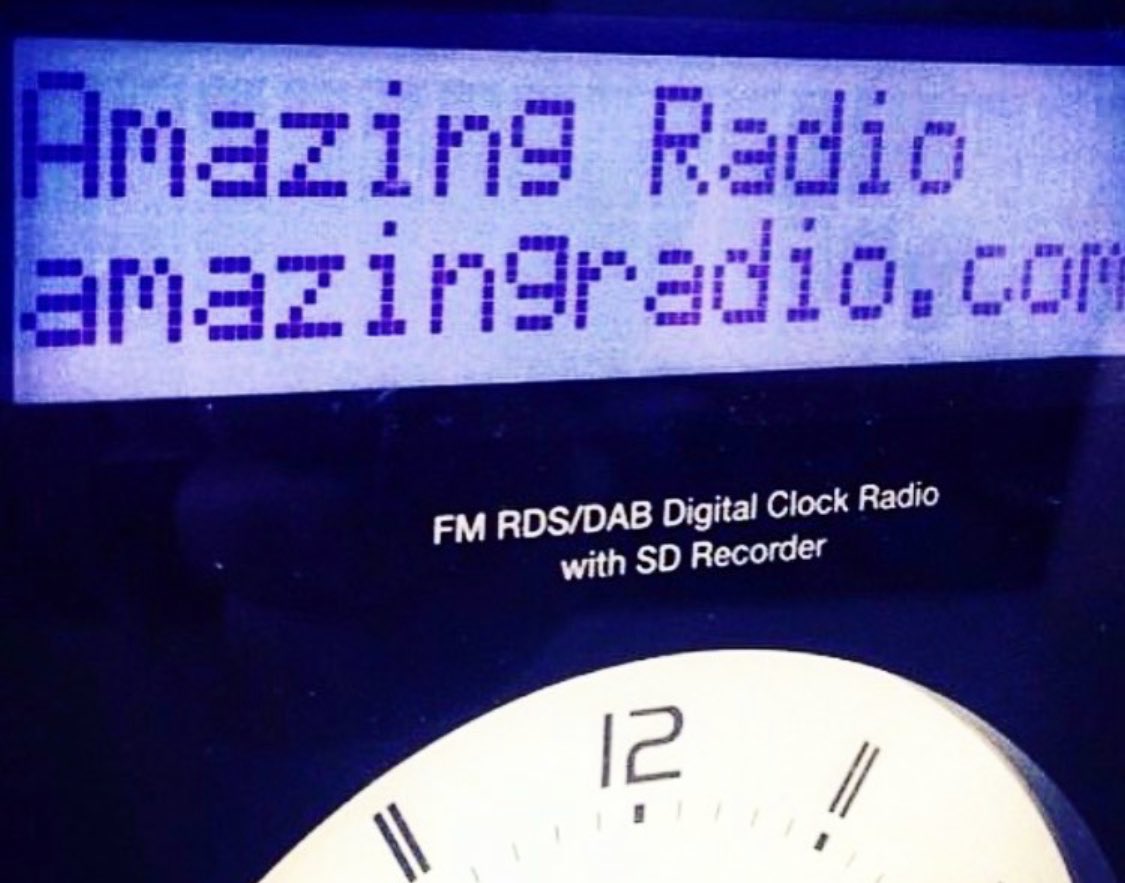 Amazing Radio
amazingradio.com
FM RDS/DAB Digital Clock Radio
with SD Recorder
12